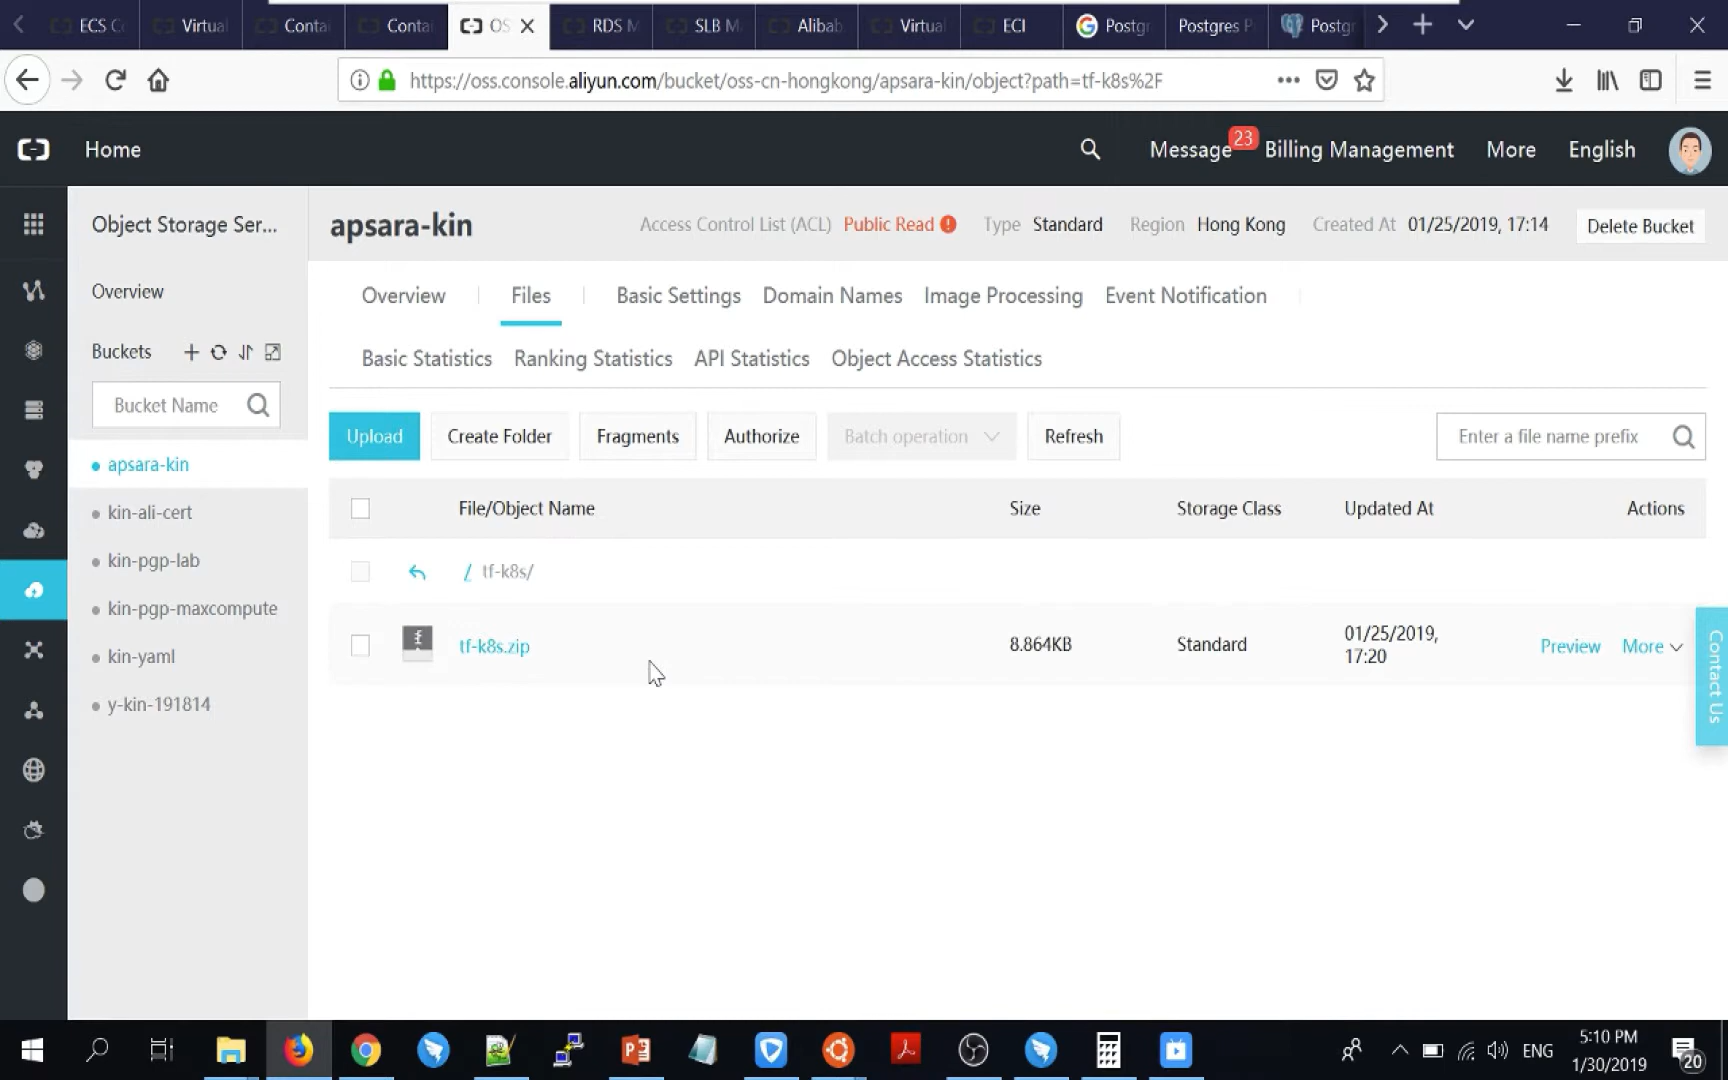 ECS C
Virtual
Conta
Conta
OS
RDS M
SLB M
Alibab
Virtual
ECI
Postg
Postgres P
Postgr
https://oss.console.aliyun.com/bucket/oss-cn-hongkong/apsara-kin/object?path=tf-k8s%2F
Home
Message 23
Billing Management
More
English
Object Storage Ser...
apsara-kin
Access Control List (ACL) Public Read
Type Standard
Region Hong Kong
Created At 01/25/2019, 17:14
Delete Bucket
Overview
Overview
Files
Basic Settings
Domain Names
Image Processing
Event Notification
Buckets
Basic Statistics
Ranking Statistics
API Statistics
Object Access Statistics
Bucket Name
Upload
Create Folder
Fragments
Authorize
Batch operation
Refresh
Enter a file name prefix
apsara-kin
kin-ali-cert
kin-pgp-lab
kin-pgp-maxcompute
kin-yaml
y-kin-191814
File/Object Name
Size
Storage Class
Updated At
Actions
/ tf-k8s/
tf-k8s.zip
8.864KB
Standard
01/25/2019,
17:20
Preview
More
Contact Us
ENG
5:10 PM
1/30/2019
20